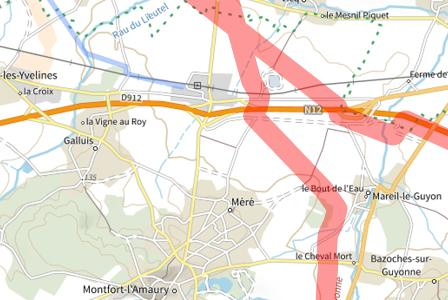 le Mesnil Piquet
Rau du Lieutel
-les-Yvelines
la Croix
Ferme de
D912
N12
la Vigne au Roy
Galluis
135
le Bout de l'Eau
Mareil-le-Guyon
Méré
le Cheval Mort
Bazoches-sur-
Guyonne
Montfort-l'Amaury